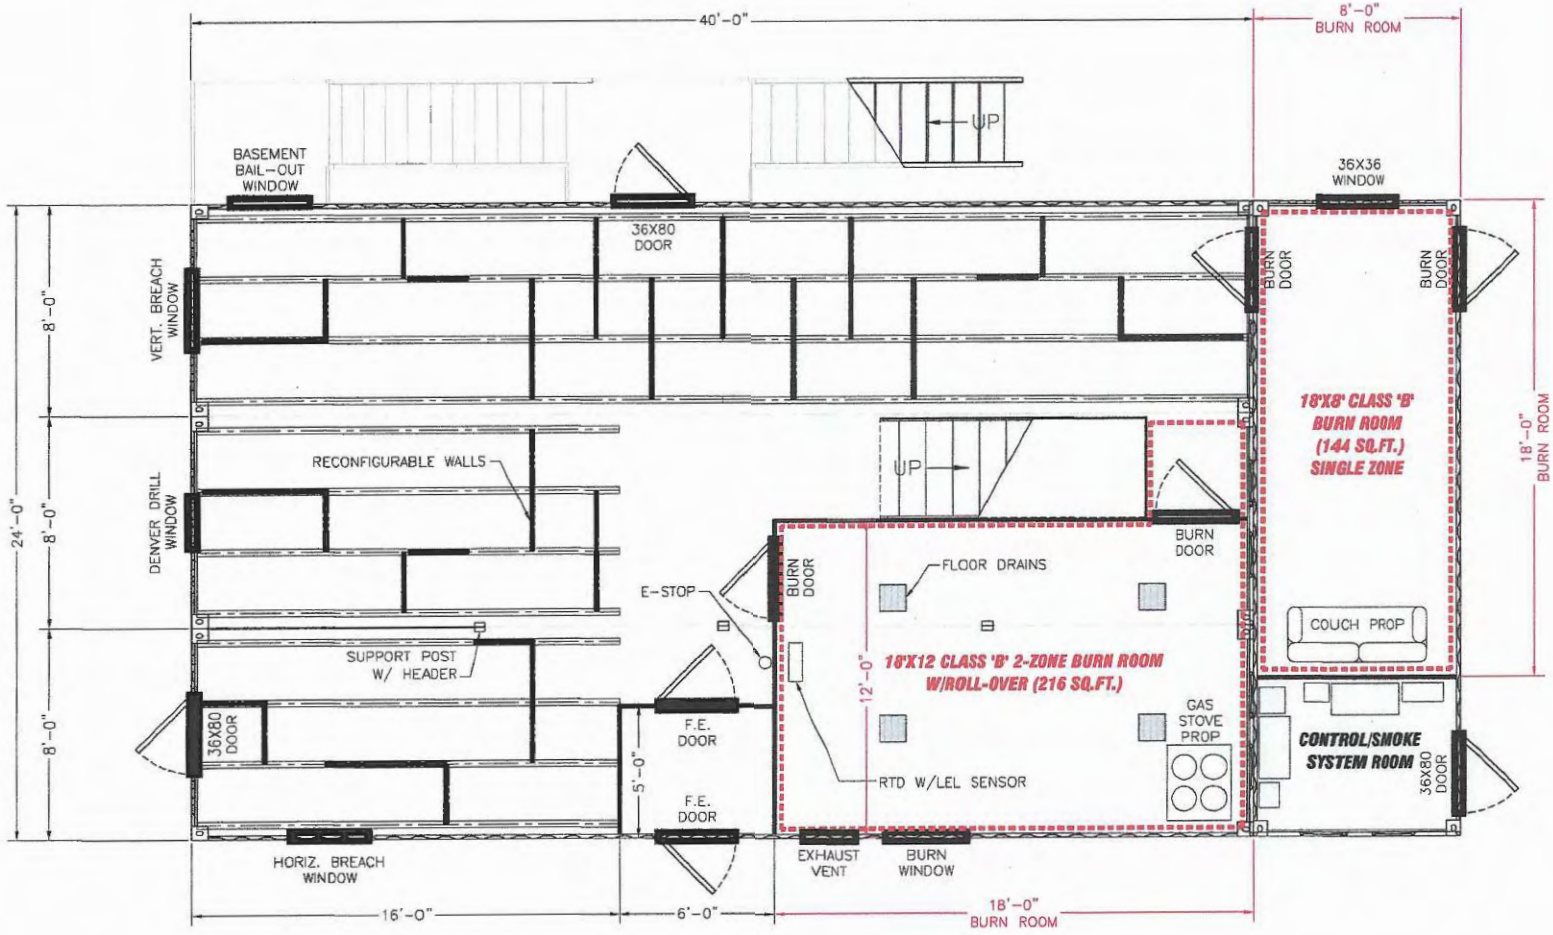 40'-0"
8'-0"
BURN ROOM
UP
BASEMENT
BAIL-OUT
WINDOW
36X36
WINDOW
36X80
DOOR
VERT. BREACH
WINDOW
8'-0"
BURN
DOOR
BURN
DOOR
18'X8' CLASS 'B'
BURN ROOM
(144 SQ.FT.)
SINGLE ZONE
18'-0"
BURN ROOM
RECONFIGURABLE WALLS
UP
DENVER DRILL
WINDOW
8'-0"
24'-0"
BURN
DOOR
BURN
DOOR
FLOOR DRAINS
E-STOP
COUCH PROP
SUPPORT POST
W/ HEADER
18'X12 CLASS 'B' 2-ZONE BURN ROOM
W/ROLL-OVER (216 SQ.FT.)
12'-0"
8'-0"
36X80
DOOR
F.E.
DOOR
GAS
STOVE
PROP
CONTROL/SMOKE
SYSTEM ROOM
36X80
DOOR
5'-0"
RTD W/LEL SENSOR
F.E.
DOOR
HORIZ. BREACH
WINDOW
EXHAUST
VENT
BURN
WINDOW
16'-0"
6'-0"
18'-0"
BURN ROOM